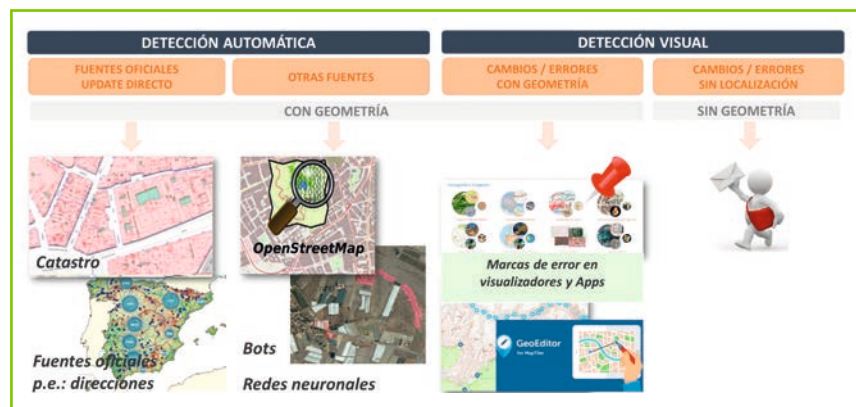 DETECCIÓN AUTOMÁTICA
DETECCIÓN VISUAL
FUENTES OFICIALES
UPDATE DIRECTO
OTRAS FUENTES
CAMBIOS / ERRORES
CON GEOMETRÍA
CAMBIOS / ERRORES
SIN LOCALIZACIÓN
CON GEOMETRÍA
SIN GEOMETRÍA
Catastro
Fuentes oficiales
p.e.: direcciones
OpenStreetMap
Bots
Redes neuronales
Marcas de error en
visualizadores y Apps
GeoEditor